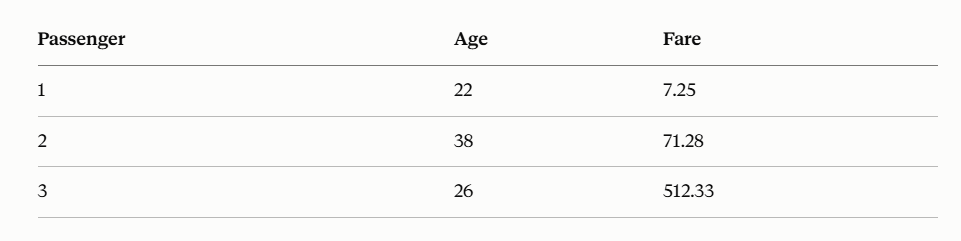 Passenger Age Fare
1 22 7.25
2 38 71.28
3 26 512.33